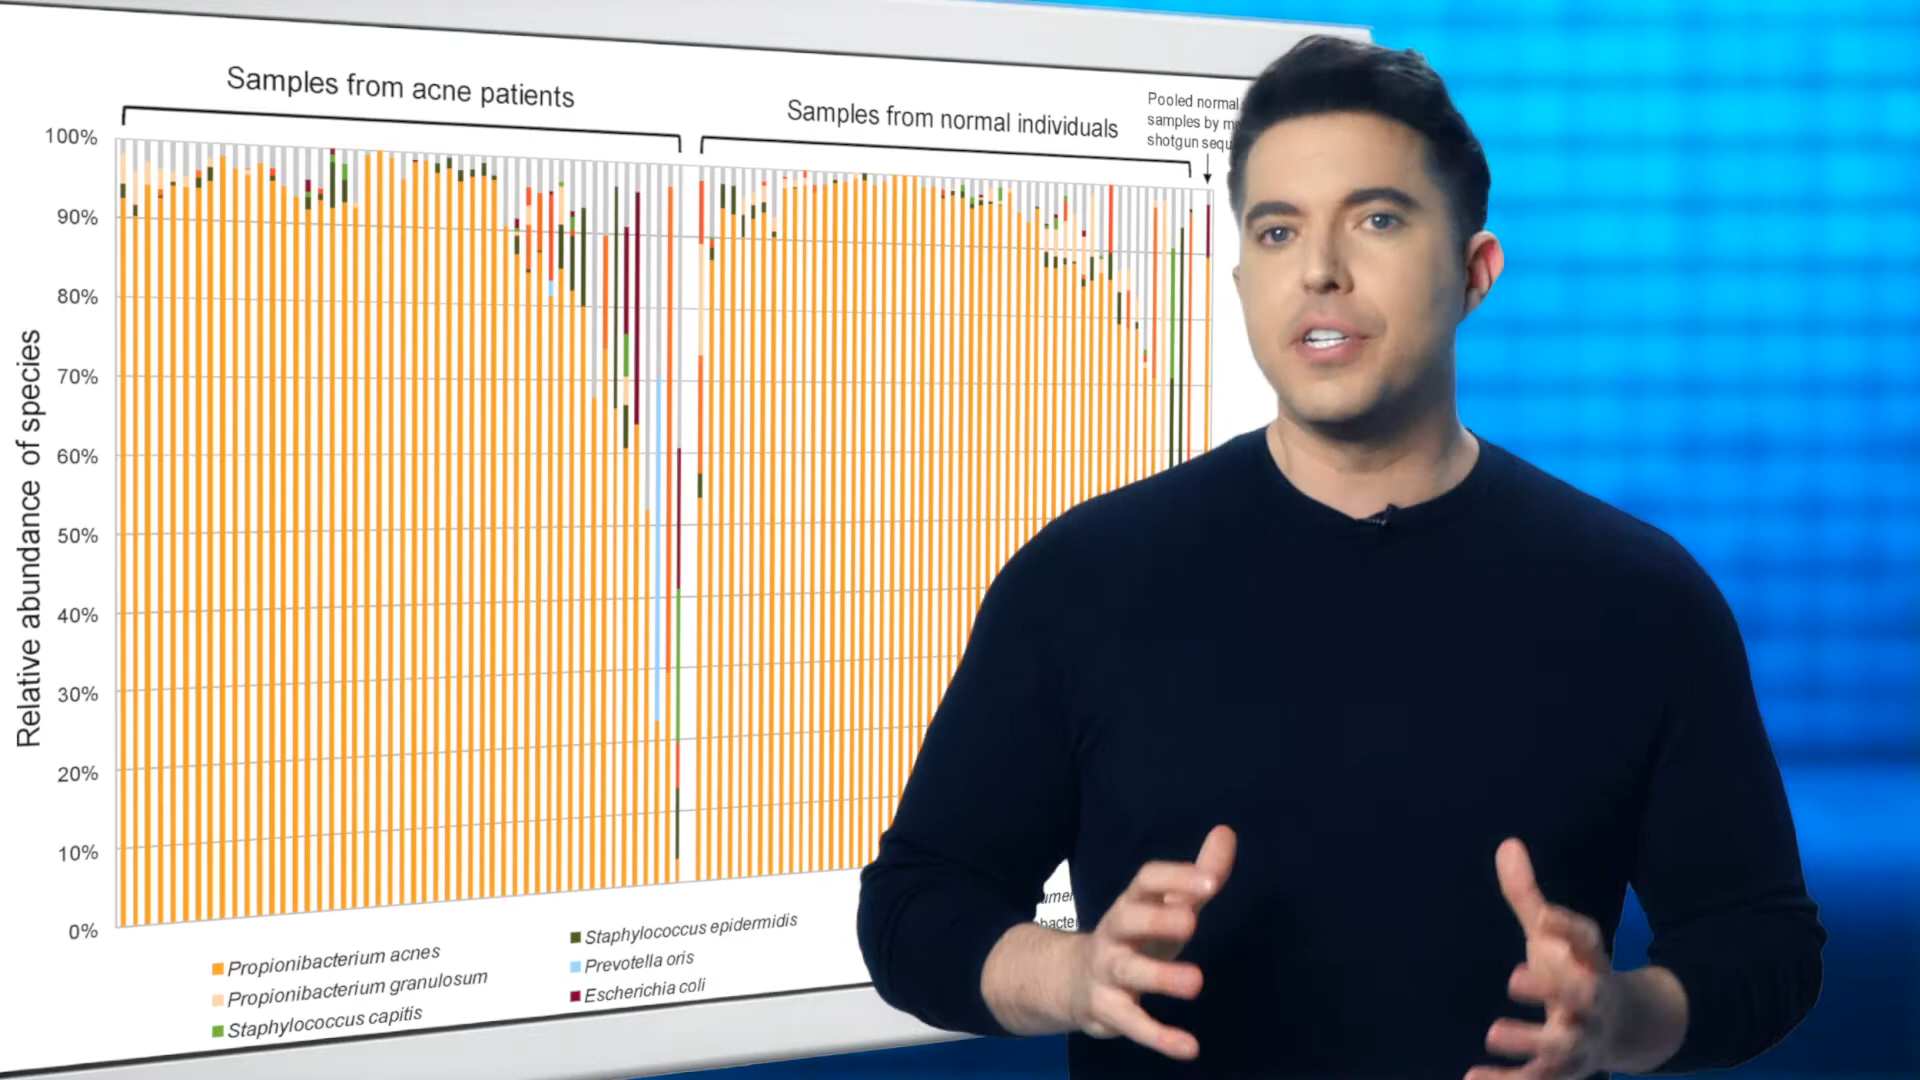 Samples from acne patients
Samples from normal individuals
Pooled normal
samples by
shotgun
100%
90%
80%
70%
60%
50%
40%
30%
20%
10%
0%
Relative abundance of species
Propionibacterium acnes
Propionibacterium granulosum
Staphylococcus capitis
Staphylococcus epidermidis
Prevotella oris
Escherichia coli